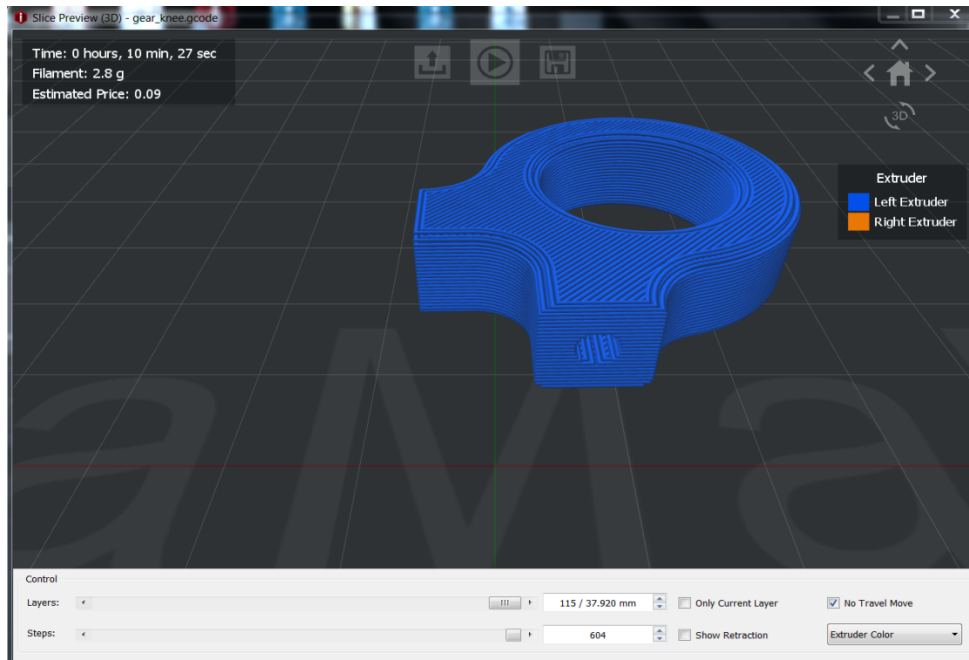 Slice Preview (3D) - gear_knee.gcode
Time: 0 hours, 10 min, 27 sec
Filament: 2.8 g
Estimated Price: 0.09
3D
Extruder
Left Extruder
Right Extruder
aMa
Control
Layers:
115 / 37.920 mm
Only Current Layer
No Travel Move
Steps:
604
Show Retraction
Extruder Color